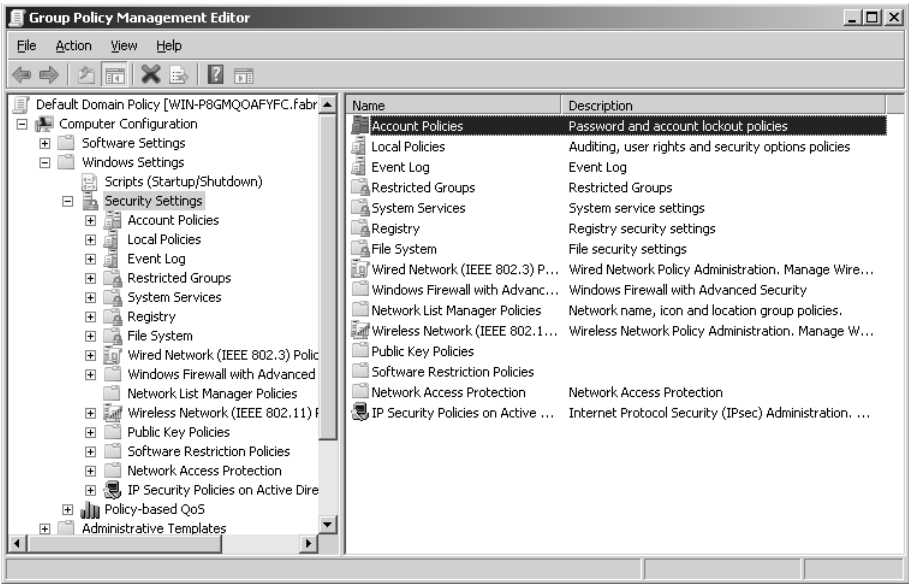 Group Policy Management Editor
File Action View Help
Default Domain Policy [WIN-P8GMQOAFYFC.fabr
Computer Configuration
Software Settings
Windows Settings
Scripts (Startup/Shutdown)
Security Settings
Account Policies
Local Policies
Event Log
Restricted Groups
System Services
Registry
File System
Wired Network (IEEE 802.3) Polic
Windows Firewall with Advanced
Network List Manager Policies
Wireless Network (IEEE 802.11) P
Public Key Policies
Software Restriction Policies
Network Access Protection
IP Security Policies on Active Dire
Policy-based QoS
Administrative Templates
Name Description
Account Policies Password and account lockout policies
Local Policies Auditing, user rights and security options policies
Event Log Event Log
Restricted Groups Restricted Groups
System Services System service settings
Registry Registry security settings
File System File security settings
Wired Network (IEEE 802.3) P... Wired Network Policy Administration. Manage Wire...
Windows Firewall with Advanc... Windows Firewall with Advanced Security
Network List Manager Policies Network name, icon and location group policies.
Wireless Network (IEEE 802.1... Wireless Network Policy Administration. Manage W...
Public Key Policies
Software Restriction Policies
Network Access Protection Network Access Protection
IP Security Policies on Active ... Internet Protocol Security (IPsec) Administration. ...